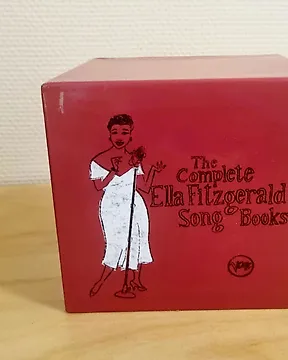 The
Complete
Ella Fitzgerald
Song Books
Verve